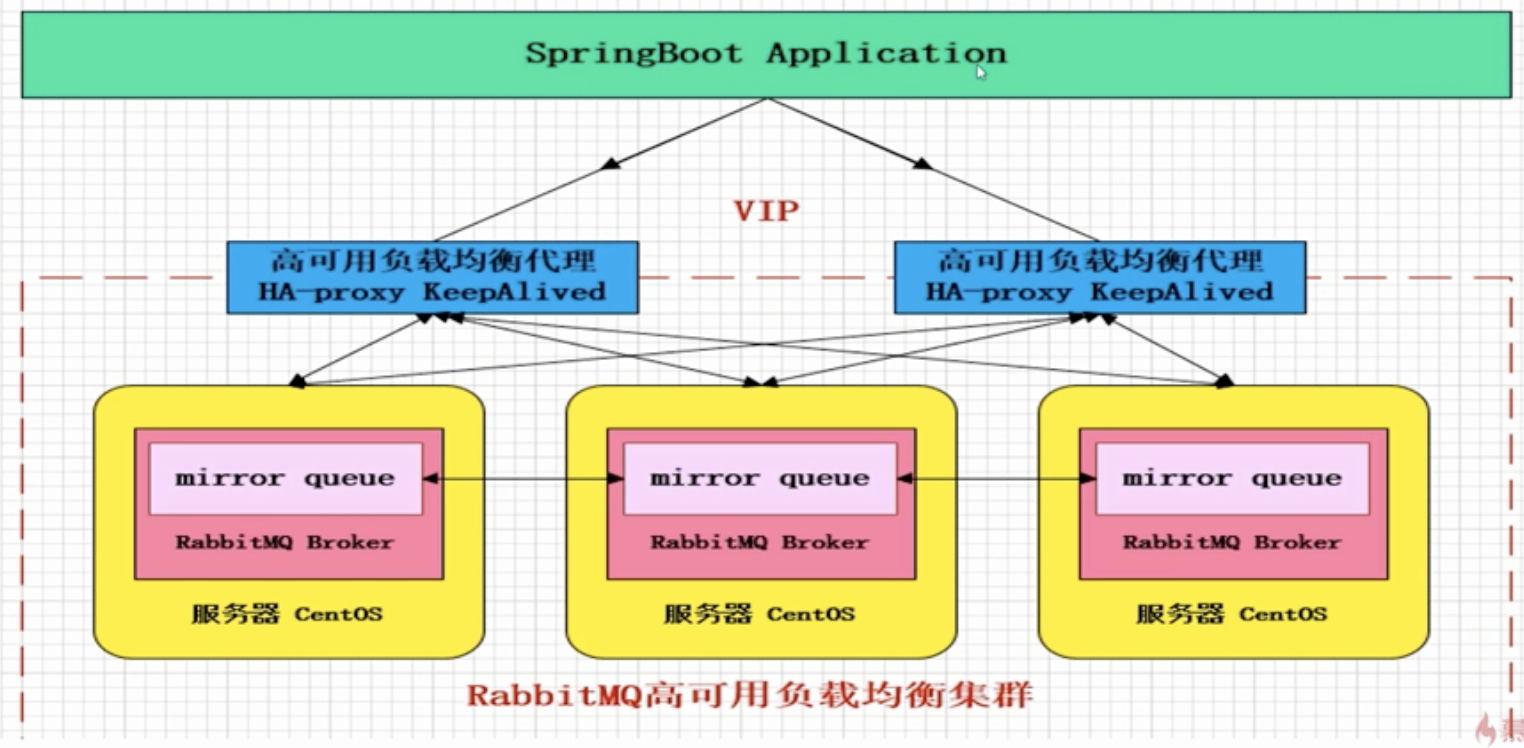 SpringBoot Application
VIP
高可用负载均衡代理
HA-proxy KeepAlived
高可用负载均衡代理
HA-proxy KeepAlived
mirror queue
RabbitMQ Broker
服务器 CentOS
mirror queue
RabbitMQ Broker
服务器 CentOS
mirror queue
RabbitMQ Broker
服务器 CentOS
RabbitMQ高可用负载均衡集群